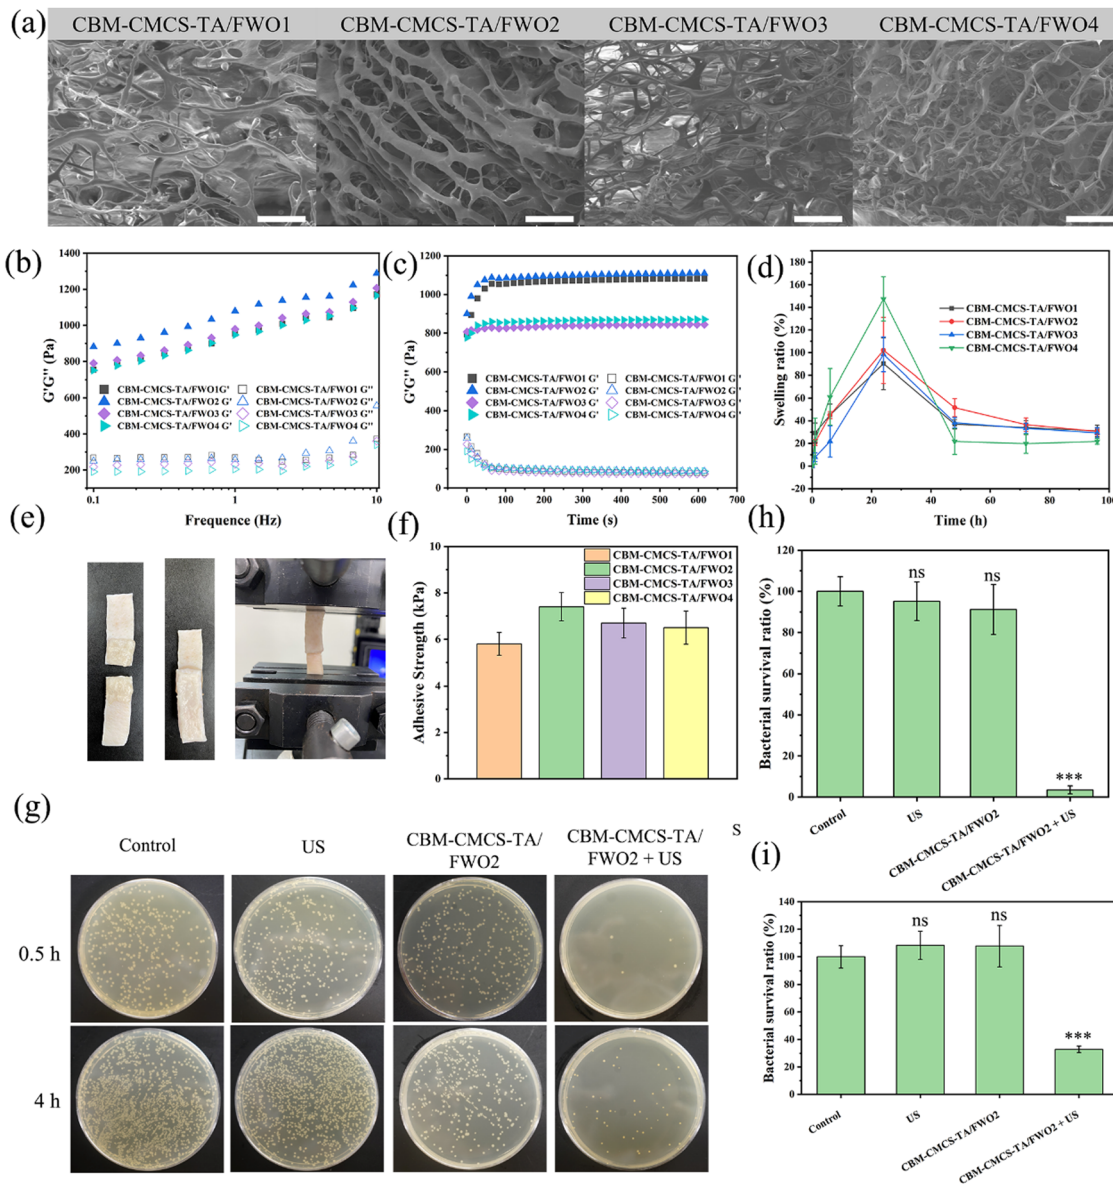 (a)
CBM-CMCS-TA/FWO1
CBM-CMCS-TA/FWO2
CBM-CMCS-TA/FWO3
CBM-CMCS-TA/FWO4
(b)
1400
1200
1000
800
600
400
200
G'G'' (Pa)
CBM-CMCS-TA/FWO1G'
CBM-CMCS-TA/FWO2 G'
CBM-CMCS-TA/FWO3 G'
CBM-CMCS-TA/FWO4 G'
CBM-CMCS-TA/FWO1 G''
CBM-CMCS-TA/FWO2 G''
CBM-CMCS-TA/FWO3 G''
CBM-CMCS-TA/FWO4 G''
0.1
1
10
Frequence (Hz)
(c)
1200
1000
800
600
400
200
0
G'G'' (Pa)
CBM-CMCS-TA/FWO1 G'
CBM-CMCS-TA/FWO2 G'
CBM-CMCS-TA/FWO3 G'
CBM-CMCS-TA/FWO4 G'
CBM-CMCS-TA/FWO1 G''
CBM-CMCS-TA/FWO2 G''
CBM-CMCS-TA/FWO3 G''
CBM-CMCS-TA/FWO4 G'
-100
0
100
200
300
400
500
600
700
Time (s)
(d)
180
160
140
120
100
80
60
40
20
0
-20
Swelling ratio (%)
CBM-CMCS-TA/FWO1
CBM-CMCS-TA/FWO2
CBM-CMCS-TA/FWO3
CBM-CMCS-TA/FWO4
0
20
40
60
80
100
Time (h)
(e)
(f)
10
8
6
4
2
0
Adhesive Strength (kPa)
CBM-CMCS-TA/FWO1
CBM-CMCS-TA/FWO2
CBM-CMCS-TA/FWO3
CBM-CMCS-TA/FWO4
(h)
120
100
80
60
40
20
0
Bacterial survival ratio (%)
ns
ns
***
Control
US
CBM-CMCS-TA/FWO2
CBM-CMCS-TA/FWO2 + US
(g)
Control
US
CBM-CMCS-TA/
FWO2
CBM-CMCS-TA/
FWO2 + US
S
0.5 h
4 h
(i)
140
120
100
80
60
40
20
0
Bacterial survival ratio (%)
ns
ns
***
Control
US
CBM-CMCS-TA/FWO2
CBM-CMCS-TA/FWO2 + US